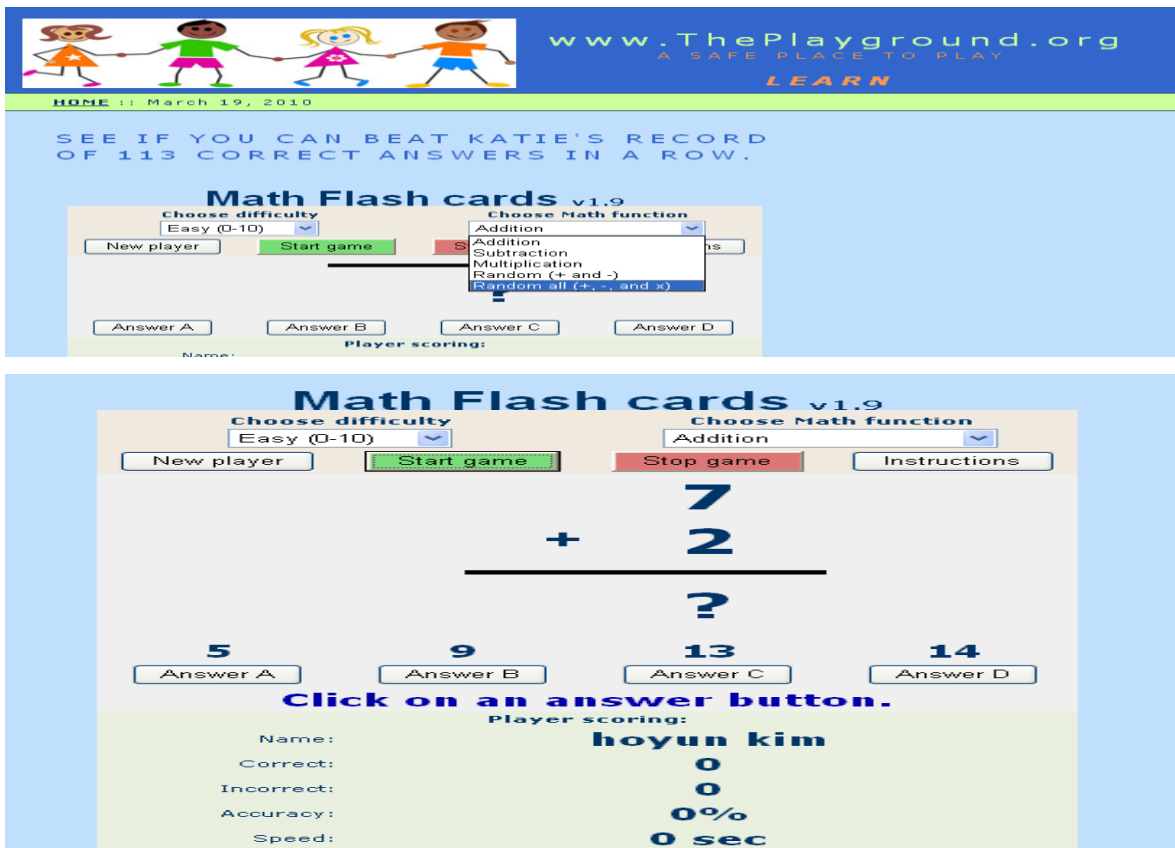 www.ThePlayground.org
A SAFE PLACE TO PLAY
LEARN
HOME :: March 19, 2010
SEE IF YOU CAN BEAT KATIE'S RECORD
OF 113 CORRECT ANSWERS IN A ROW.
Math Flash cards v1.9
Choose difficulty Choose Math function
Easy (0-10) Addition
New player Start game
Addition
Subtraction
Multiplication
Random (+ and -)
Random all (+, -, and x)
Answer A Answer B Answer C Answer D
Player scoring:
Name:
Math Flash cards v1.9
Choose difficulty Choose Math function
Easy (0-10) Addition
New player Start game Stop game Instructions
7
+ 2
?
5 9 13 14
Answer A Answer B Answer C Answer D
Click on an answer button.
Player scoring:
Name: hoyun kim
Correct: 0
Incorrect: 0
Accuracy: 0%
Speed: 0 sec